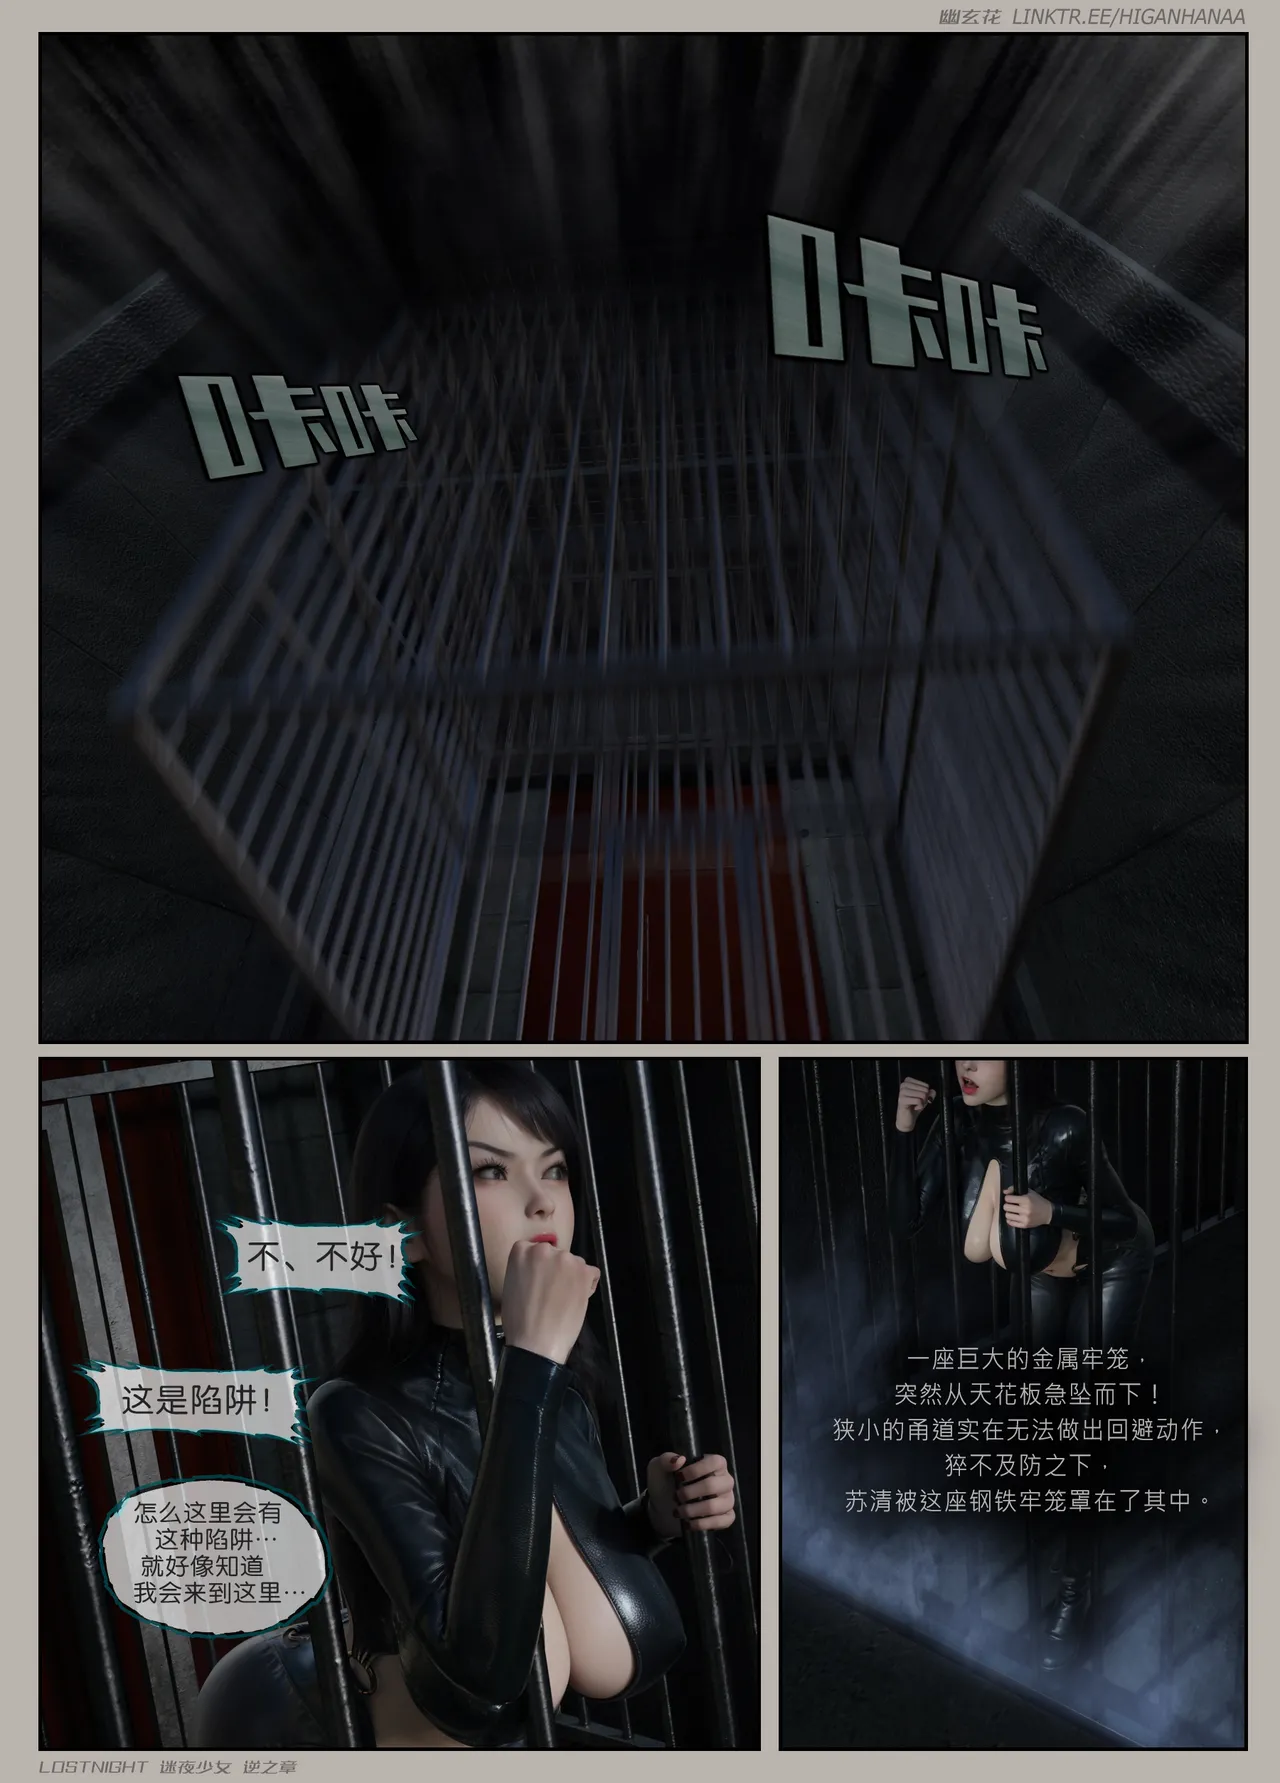 幽玄花 LINKTR.EE/HIGANHANAA
咔咔
咔咔
不、不好！
这是陷阱！
怎么这里会有
这种陷阱…
就好像知道
我会来到这里…
一座巨大的金属牢笼，
突然从天花板急坠而下！
狭小的甬道实在无法做出回避动作，
猝不及防之下，
苏清被这座钢铁牢笼罩在了其中。
LOSTNIGHT 迷夜少女 逆之章